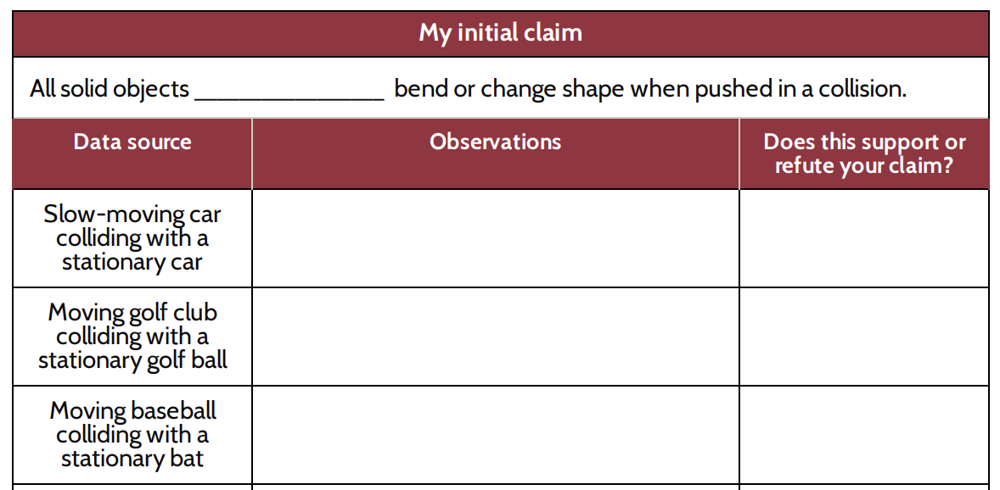 My initial claim
All solid objects _________________ bend or change shape when pushed in a collision.
Data source
Observations
Does this support or
refute your claim?
Slow-moving car
colliding with a
stationary car
Moving golf club
colliding with a
stationary golf ball
Moving baseball
colliding with a
stationary bat